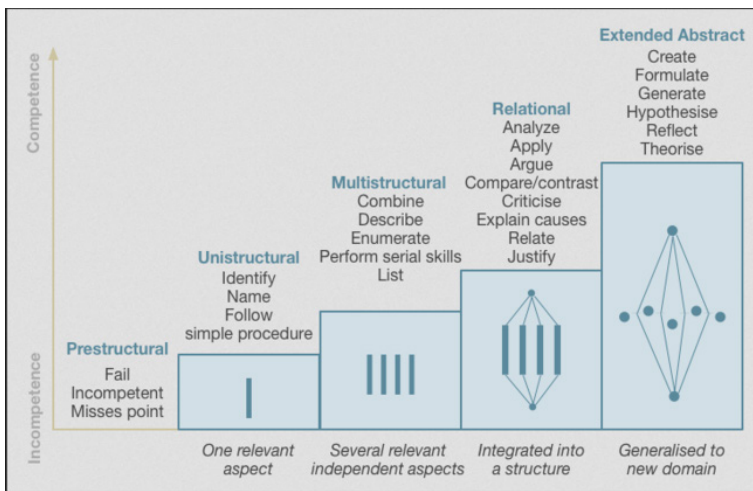 Competence
Incompetence
Prestructural
Fail
Incompetent
Misses point
Unistructural
Identify
Name
Follow
simple procedure
One relevant
aspect
Multistructural
Combine
Describe
Enumerate
Perform serial skills
List
Several relevant
independent aspects
Relational
Analyze
Apply
Argue
Compare/contrast
Criticise
Explain causes
Relate
Justify
Integrated into
a structure
Extended Abstract
Create
Formulate
Generate
Hypothesise
Reflect
Theorise
Generalised to
new domain